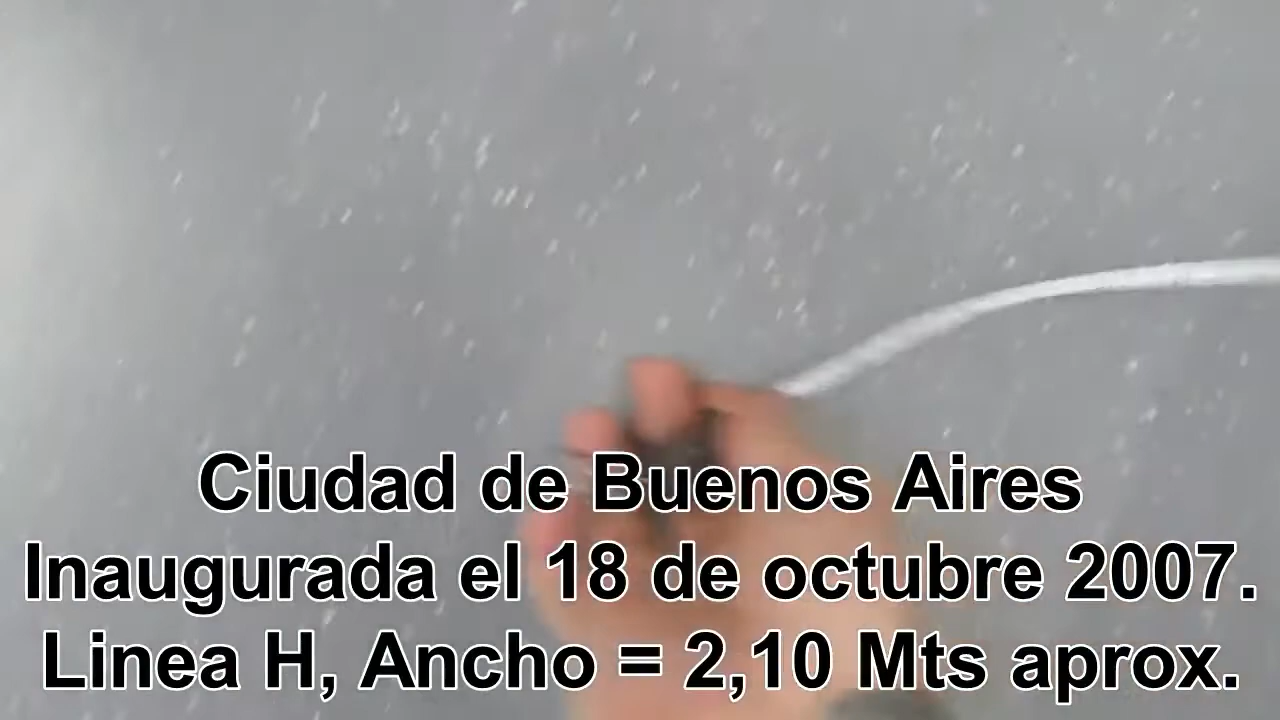 Ciudad de Buenos Aires
Inaugurada el 18 de octubre 2007.
Linea H, Ancho = 2,10 Mts aprox.